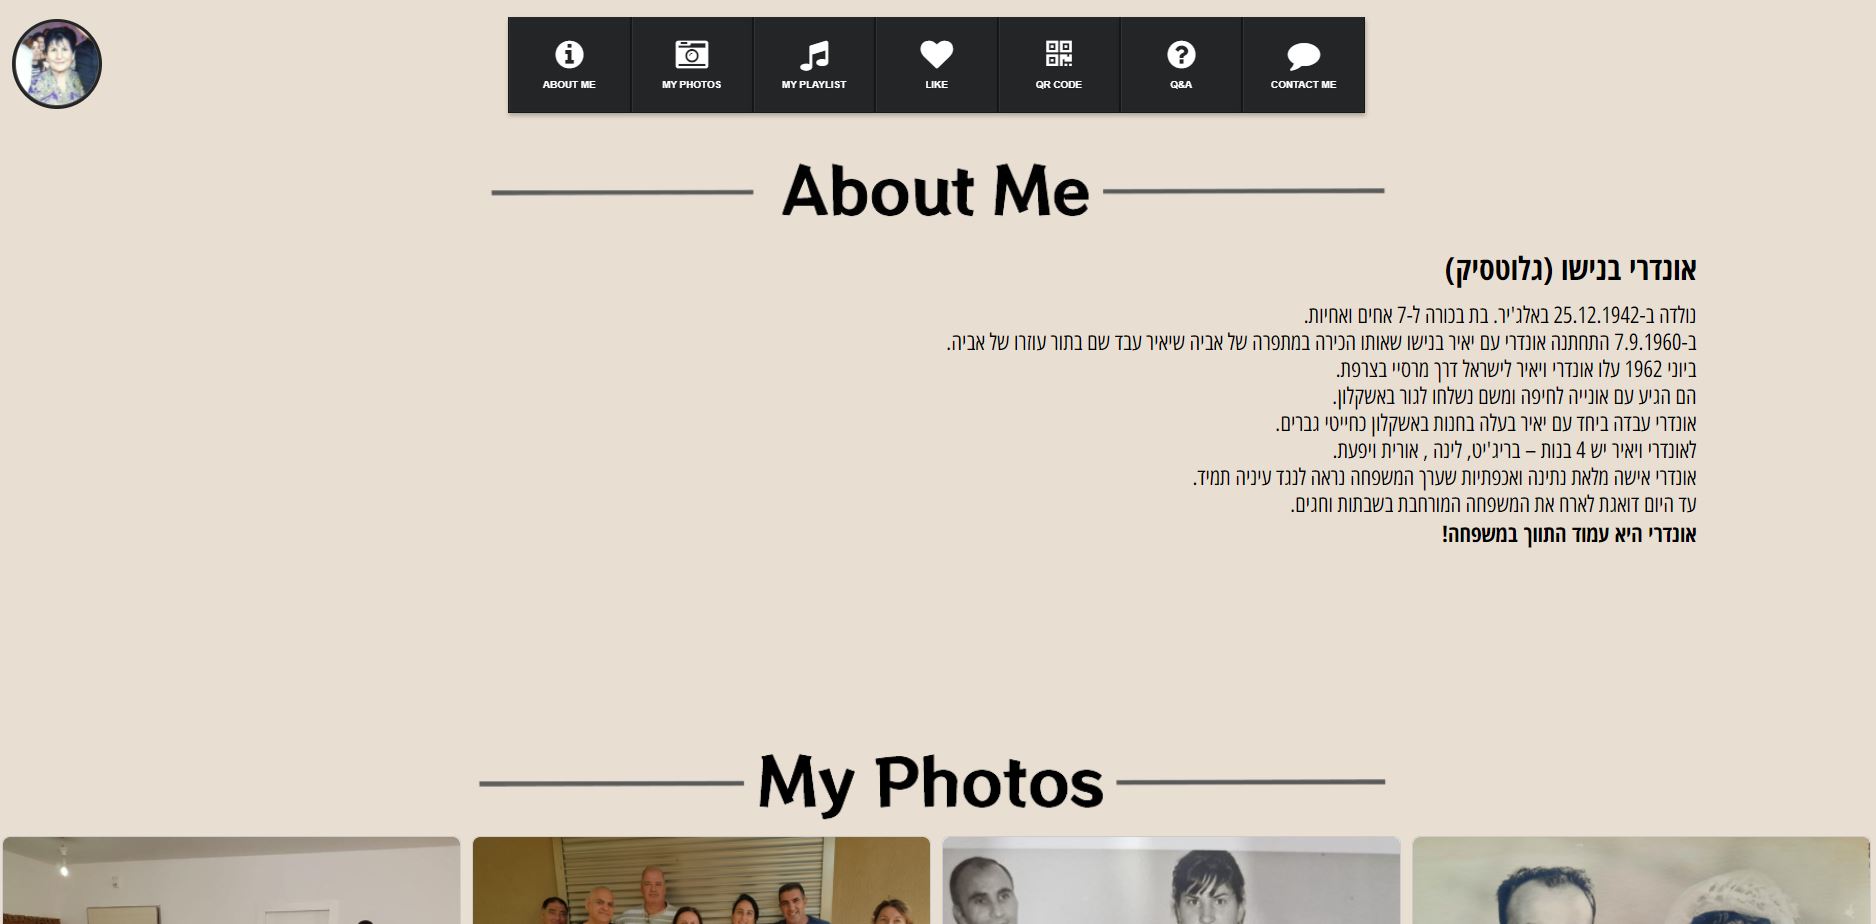 ABOUT ME
MY PHOTOS
MY PLAYLIST
LIKE
QR CODE
Q&A
CONTACT ME
About Me
אונדרי בנישו (גלוטסיק)
נולדה ב-25.12.1942 באלג'יר. בת בכורה ל-7 אחים ואחיות.
ב-7.9.1960 התחתנה אונדרי עם יאיר בנישו שאותו הכירה במתפרה של אביה שיאיר עבד שם בתור עוזרו של אביה.
ביוני 1962 עלו אונדרי ויאיר לישראל דרך מרסיי בצרפת.
הם הגיע עם אונייה לחיפה ומשם נשלחו לגור באשקלון.
אונדרי עבדה ביחד עם יאיר בעלה בחנות באשקלון כחייטי גברים.
לאונדרי ויאיר יש 4 בנות – בריג'יט, לינה , אורית ויפעת.
אונדרי אישה מלאת נתינה ואכפתיות שערך המשפחה נראה לנגד עיניה תמיד.
עד היום דואגת לארח את המשפחה המורחבת בשבתות וחגים.
אונדרי היא עמוד התווך במשפחה!
My Photos